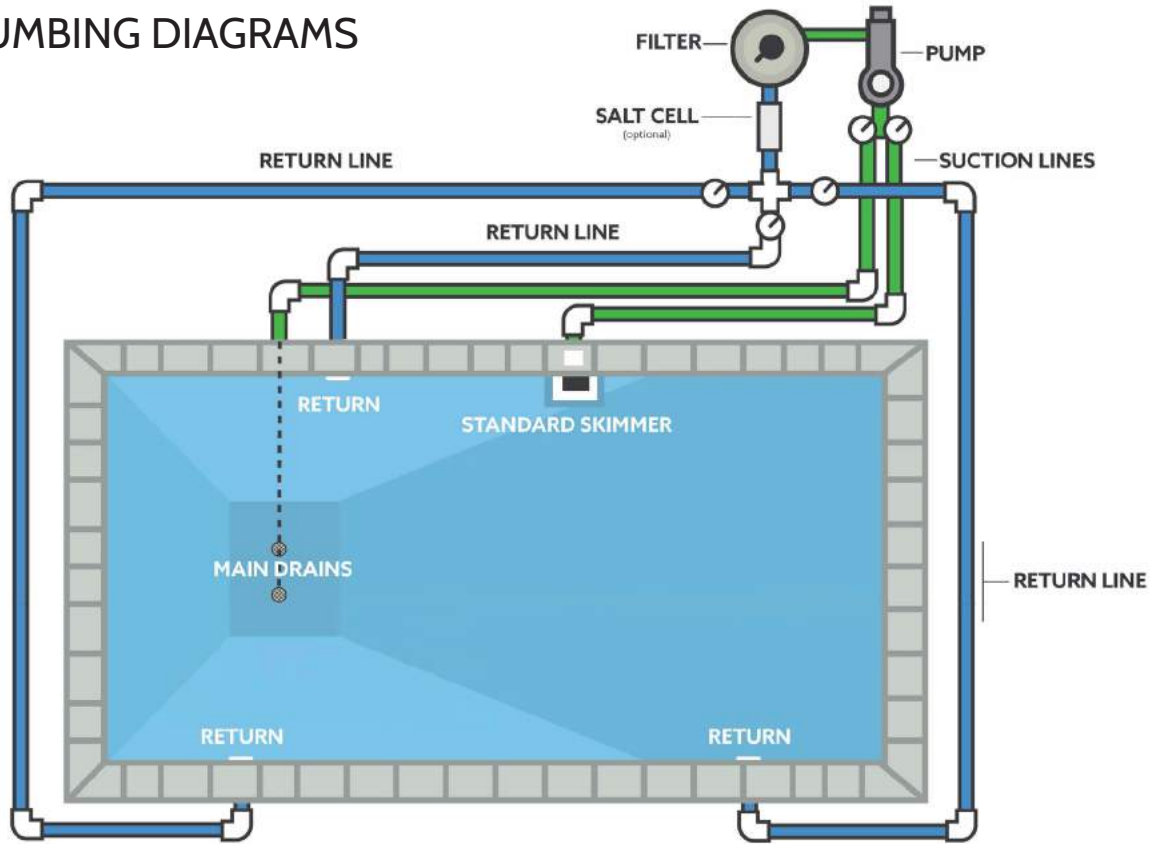 UMBING DIAGRAMS
FILTER
PUMP
SALT CELL
(optional)
RETURN LINE
SUCTION LINES
RETURN LINE
RETURN
STANDARD SKIMMER
MAIN DRAINS
RETURN LINE
RETURN
RETURN